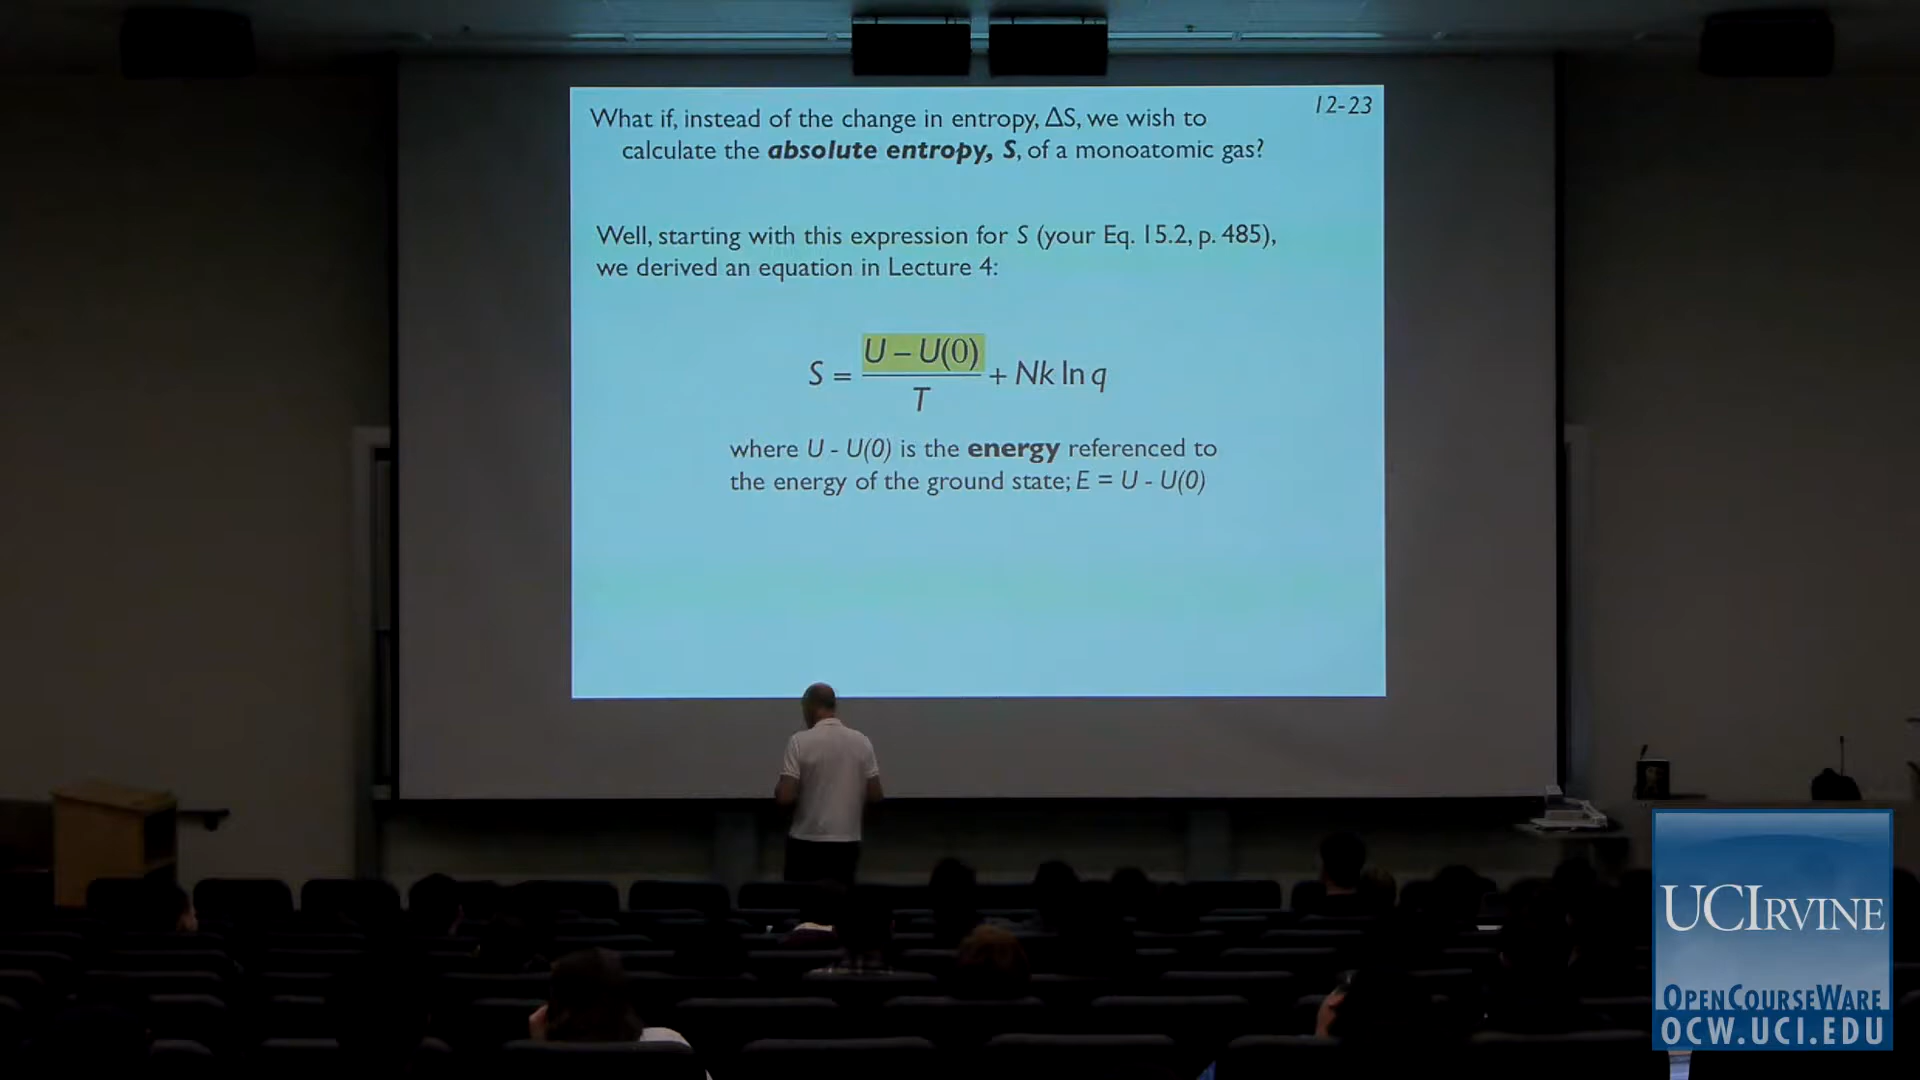 12-23
What if, instead of the change in entropy, ΔS, we wish to
calculate the absolute entropy, S, of a monoatomic gas?
Well, starting with this expression for S (your Eq. 15.2, p. 485),
we derived an equation in Lecture 4:
S = \frac{U – U(0)}{T} + Nk ln q
where U - U(0) is the energy referenced to
the energy of the ground state; E = U - U(0)
UCIRVINE
OPENCOURSEWARE
OCW.UCI.EDU